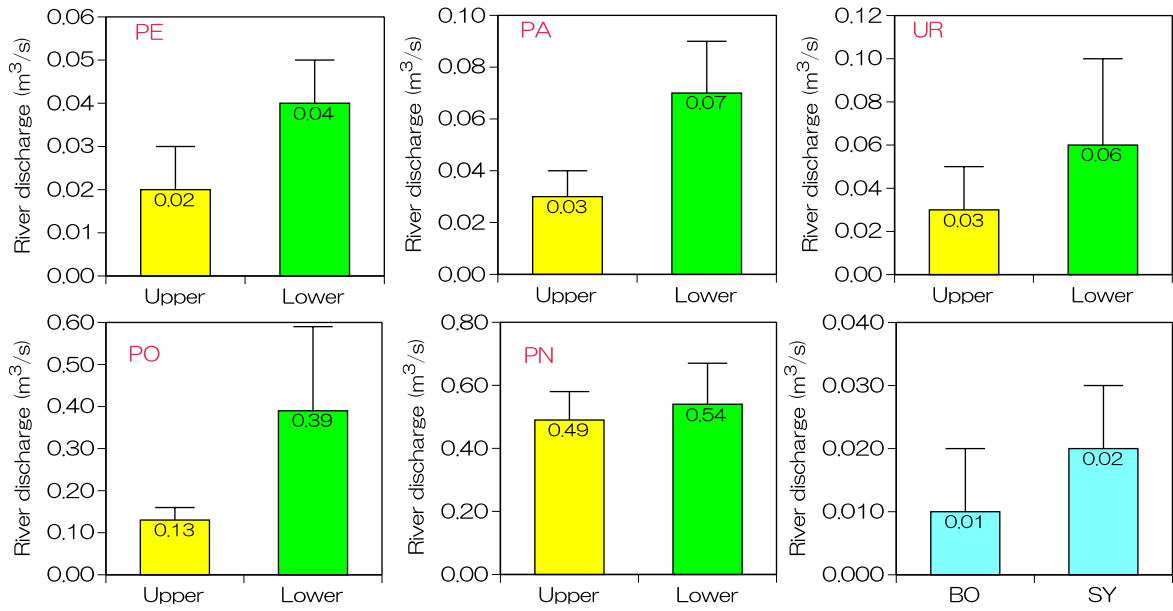 PE
River discharge (m³/s)
0.06
0.05
0.04
0.03
0.02
0.01
0.00
0.02
0.04
Upper Lower
PA
River discharge (m³/s)
0.10
0.08
0.06
0.04
0.02
0.00
0.03
0.07
Upper Lower
UR
River discharge (m³/s)
0.12
0.10
0.08
0.06
0.04
0.02
0.00
0.03
0.06
Upper Lower
PO
River discharge (m³/s)
0.60
0.50
0.40
0.30
0.20
0.10
0.00
0.13
0.39
Upper Lower
PN
River discharge (m³/s)
0.80
0.60
0.40
0.20
0.00
0.49
0.54
Upper Lower
River discharge (m³/s)
0.040
0.030
0.020
0.010
0.000
0.01
0.02
BO SY